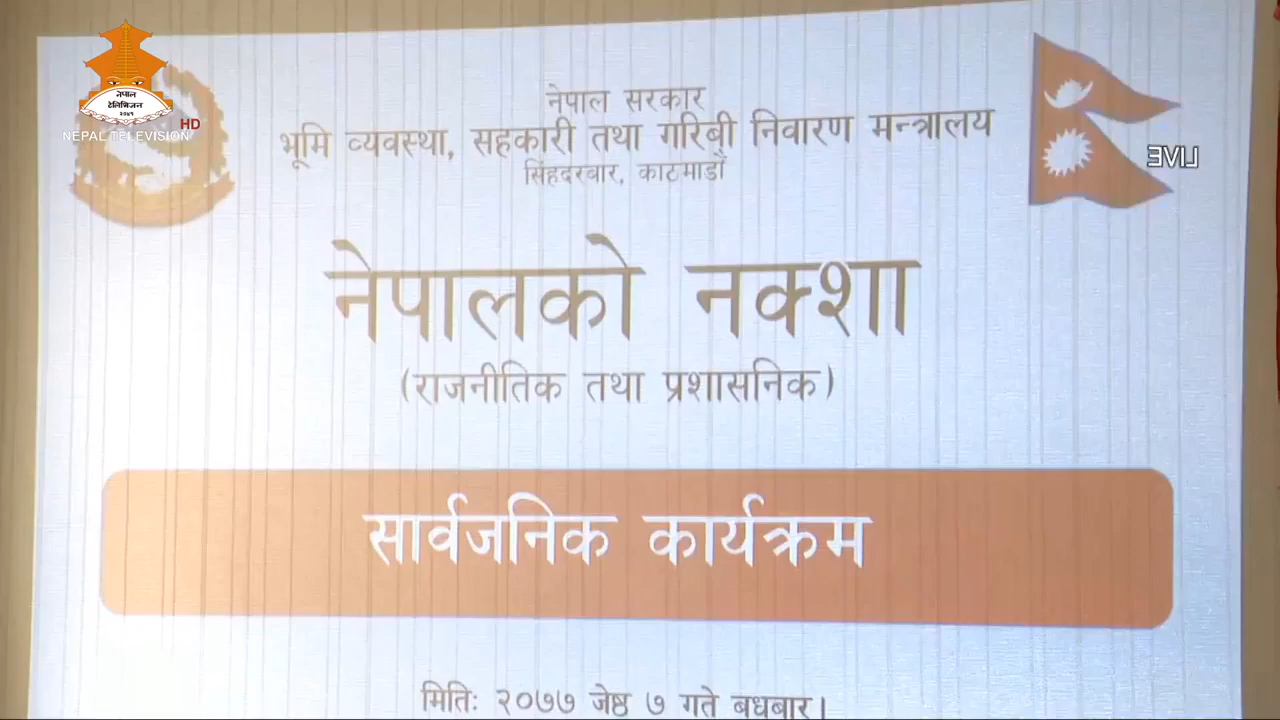 नेपाल
टेलिभिजन
२०४१
NEPAL TELEVISION HD
LIVE
नेपाल सरकार
भूमि व्यवस्था, सहकारी तथा गरिबी निवारण मन्त्रालय
सिंहदरबार, काठमाडौं
नेपालको नक्शा
(राजनीतिक तथा प्रशासनिक)
सार्वजनिक कार्यक्रम
मितिः २०७७ जेष्ठ ७ गते बुधबार।